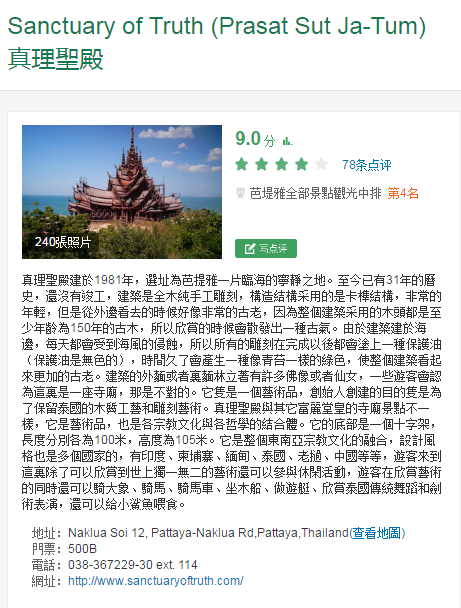 Sanctuary of Truth (Prasat Sut Ja-Tum)
真理聖殿
240張照片
9.0 分
78条点评
芭堤雅全部景點觀光中排 第4名
写点评
真理聖殿建於1981年，選址為芭提雅一片臨海的寧靜之地。至今已有31年的曆
史，還沒有竣工，建築是全木純手工雕刻，構造結構采用的是卡榫結構，非常的
年輕，但是從外邊看去的時候好像非常的古老，因為整個建築采用的木頭都是至
少年齡為150年的古木，所以欣賞的時候會散發出一種古氣。由於建築建於海
邊，每天都會受到海風的侵蝕，所以所有的雕刻在完成以後都會塗上一種保護油
（保護油是無色的），時間久了會產生一種像青苔一樣的綠色，使整個建築看起
來更加的古老。建築的外麵或者裏麵林立著有許多佛像或者仙女，一些遊客會認
為這裏是一座寺廟，那是不對的。它隻是一個藝術品，創始人創建的目的隻是為
了保留泰國的木質工藝和雕刻藝術。真理聖殿與其它富麗堂皇的寺廟景點不一
樣，它是藝術品，也是各宗教文化與各哲學的結合體。它的底部是一個十字架，
長度分別各為100米，高度為105米。它是整個東南亞宗教文化的融合，設計風
格也是多個國家的，有印度、柬埔寨、緬甸、泰國、老撾、中國等等，遊客來到
這裏除了可以欣賞到世上獨一無二的藝術還可以參與休閑活動，遊客在欣賞藝術
的同時還可以騎大象、騎馬、騎馬車、坐木船、做遊艇、欣賞泰國傳統舞蹈和劍
術表演，還可以給小鯊魚喂食。
地址：Naklua Soi 12, Pattaya-Naklua Rd,Pattaya,Thailand(查看地圖)
門票：500B
電話：038-367229-30 ext. 114
網址：http://www.sanctuaryoftruth.com/